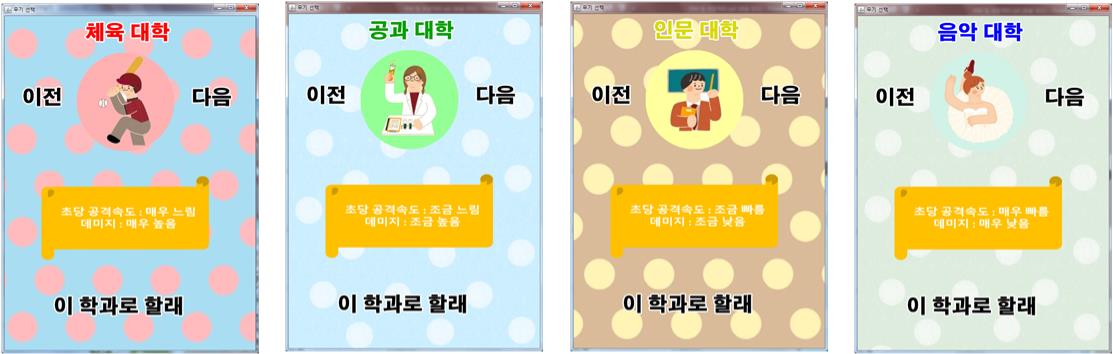 무기 선택
체육 대학
이전
다음
초당 공격속도 : 매우 느림
데미지 : 매우 높음
이 학과로 할래
무기 선택
공과 대학
이전
다음
초당 공격속도 : 조금 느림
데미지 : 조금 높음
이 학과로 할래
무기 선택
인문 대학
이전
다음
초당 공격속도 : 조금 빠름
데미지 : 조금 낮음
이 학과로 할래
무기 선택
음악 대학
이전
다음
초당 공격속도 : 매우 빠름
데미지 : 매우 낮음
이 학과로 할래